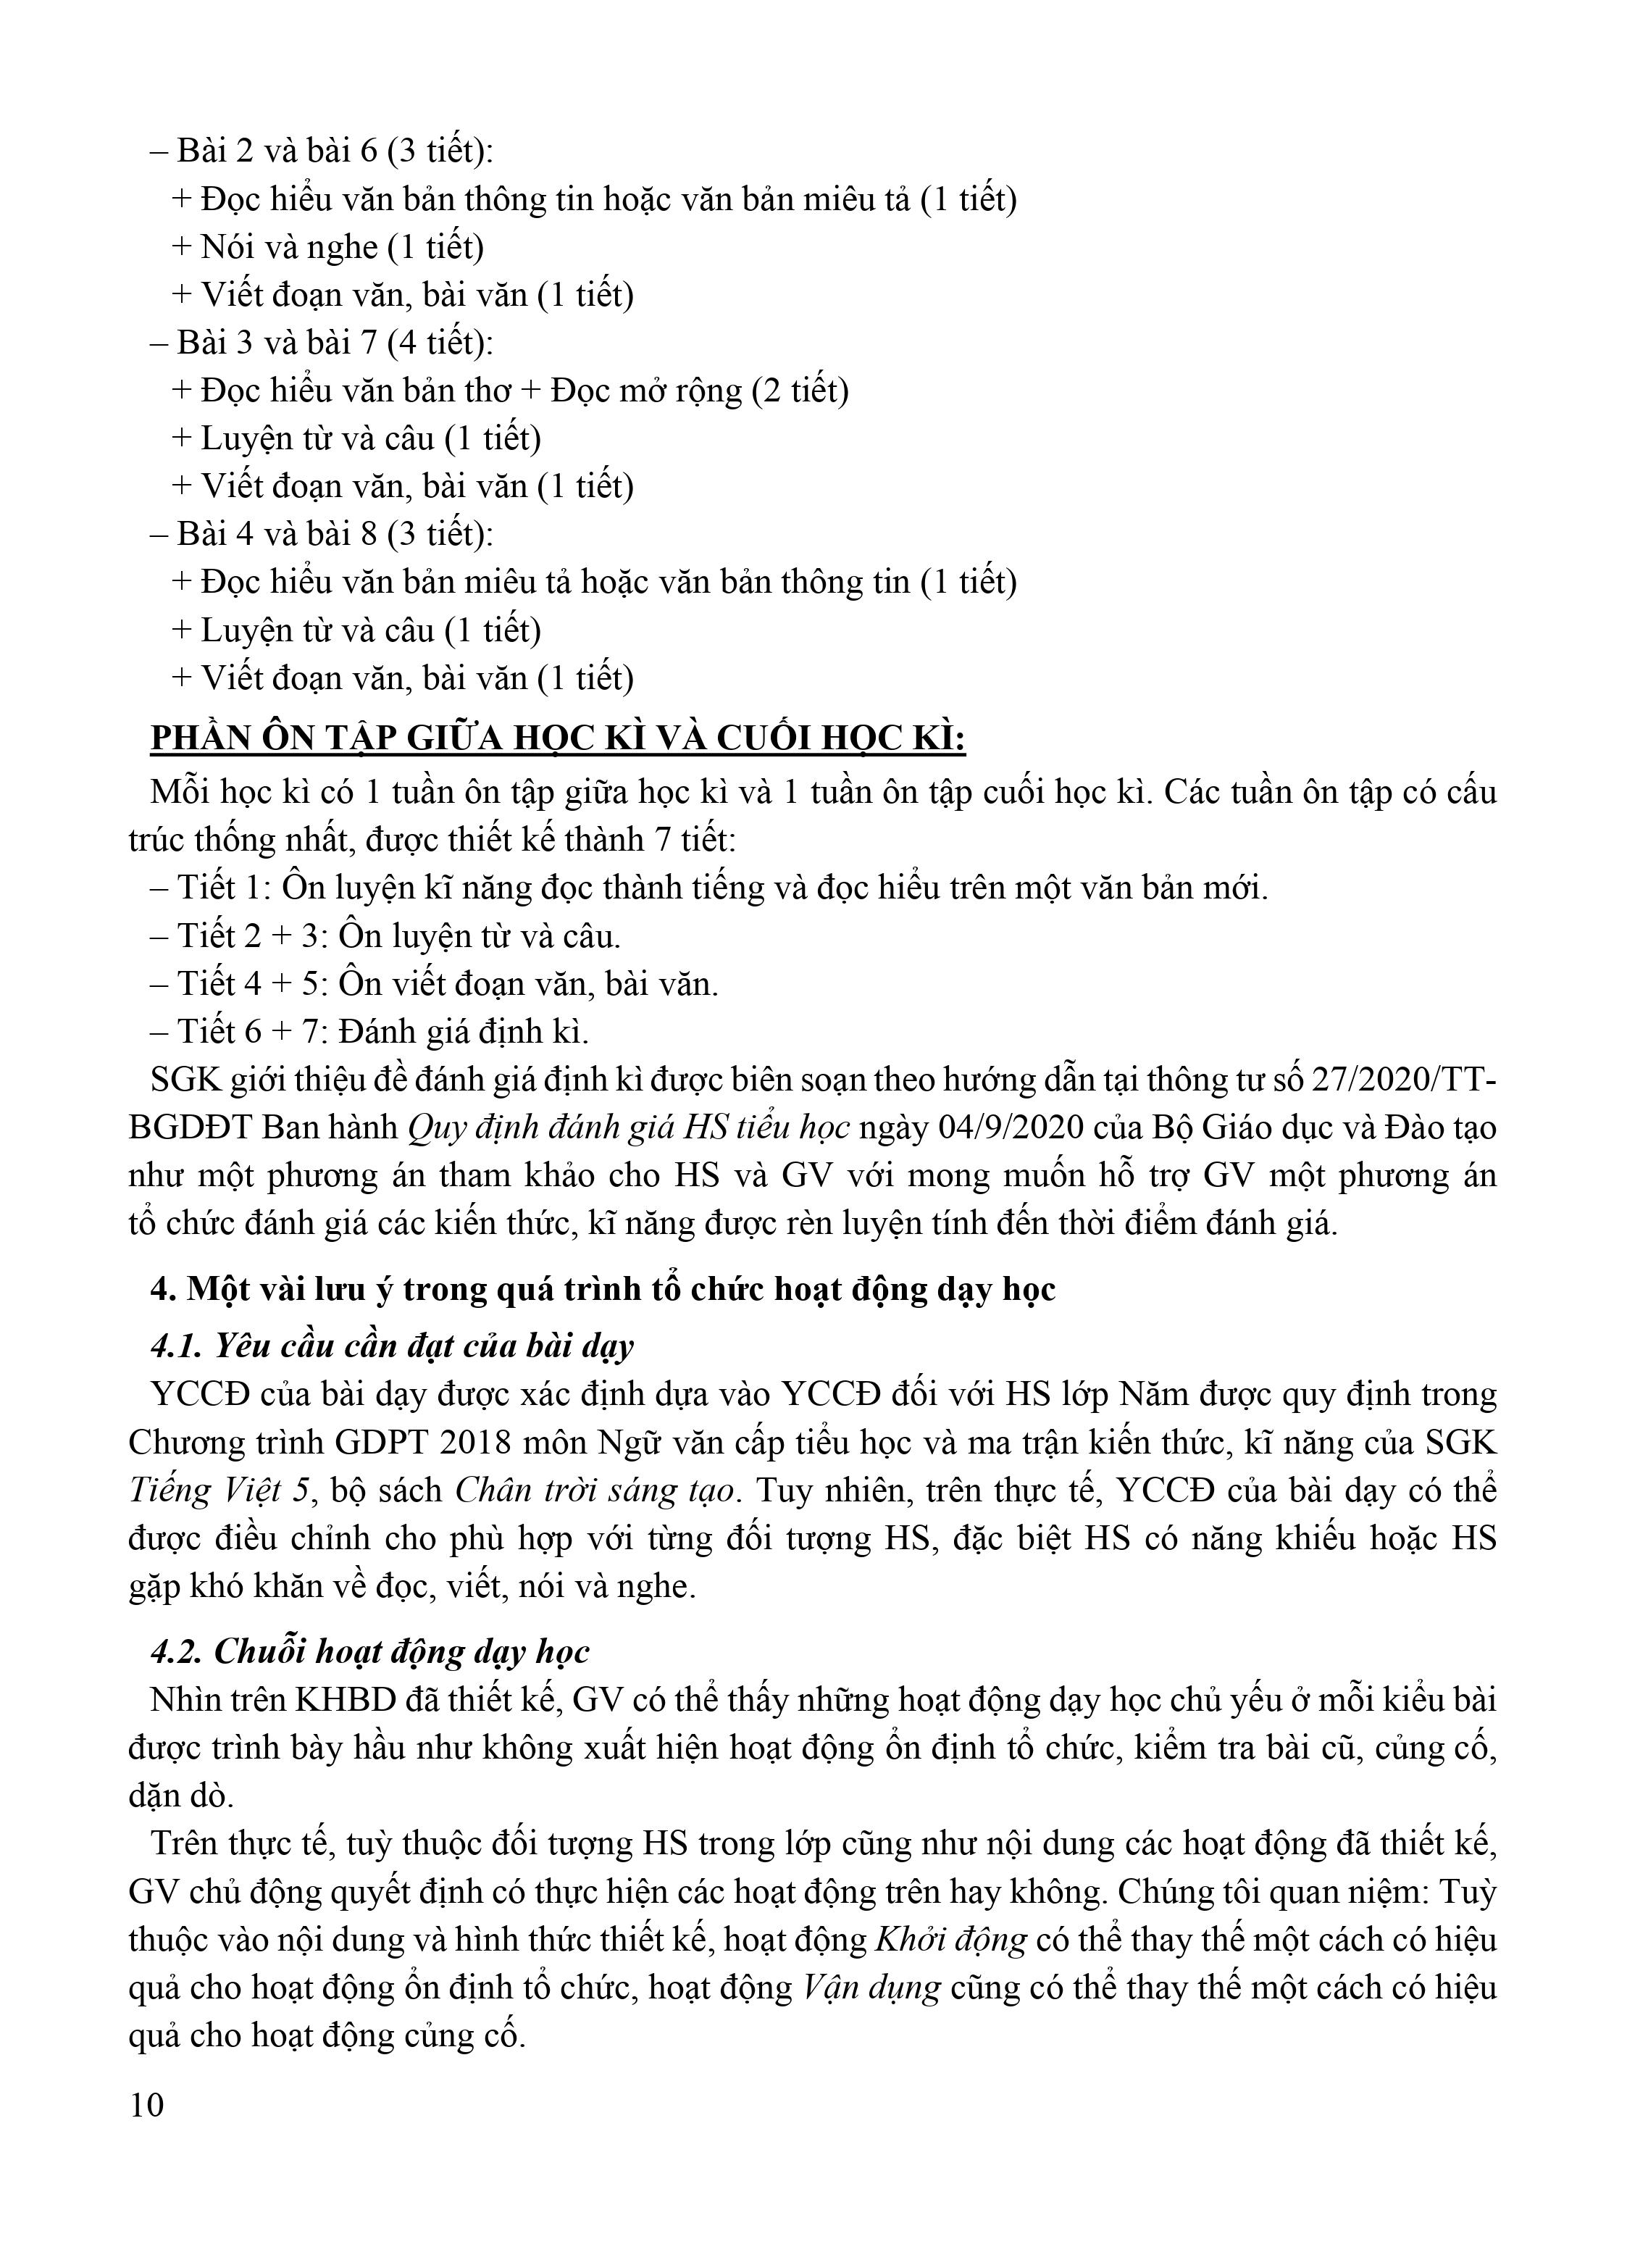 – Bài 2 và bài 6 (3 tiết):
+ Đọc hiểu văn bản thông tin hoặc văn bản miêu tả (1 tiết)
+ Nói và nghe (1 tiết)
+ Viết đoạn văn, bài văn (1 tiết)
– Bài 3 và bài 7 (4 tiết):
+ Đọc hiểu văn bản thơ + Đọc mở rộng (2 tiết)
+ Luyện từ và câu (1 tiết)
+ Viết đoạn văn, bài văn (1 tiết)
– Bài 4 và bài 8 (3 tiết):
+ Đọc hiểu văn bản miêu tả hoặc văn bản thông tin (1 tiết)
+ Luyện từ và câu (1 tiết)
+ Viết đoạn văn, bài văn (1 tiết)
PHẦN ÔN TẬP GIỮA HỌC KÌ VÀ CUỐI HỌC KÌ:
Mỗi học kì có 1 tuần ôn tập giữa học kì và 1 tuần ôn tập cuối học kì. Các tuần ôn tập có cấu
trúc thống nhất, được thiết kế thành 7 tiết:
– Tiết 1: Ôn luyện kĩ năng đọc thành tiếng và đọc hiểu trên một văn bản mới.
– Tiết 2 + 3: Ôn luyện từ và câu.
– Tiết 4 + 5: Ôn viết đoạn văn, bài văn.
– Tiết 6 + 7: Đánh giá định kì.
SGK giới thiệu đề đánh giá định kì được biên soạn theo hướng dẫn tại thông tư số 27/2020/TT-
BGDĐT Ban hành Quy định đánh giá HS tiểu học ngày 04/9/2020 của Bộ Giáo dục và Đào tạo
như một phương án tham khảo cho HS và GV với mong muốn hỗ trợ GV một phương án
tổ chức đánh giá các kiến thức, kĩ năng được rèn luyện tính đến thời điểm đánh giá.
4. Một vài lưu ý trong quá trình tổ chức hoạt động dạy học
4.1. Yêu cầu cần đạt của bài dạy
YCCĐ của bài dạy được xác định dựa vào YCCĐ đối với HS lớp Năm được quy định trong
Chương trình GDPT 2018 môn Ngữ văn cấp tiểu học và ma trận kiến thức, kĩ năng của SGK
Tiếng Việt 5, bộ sách Chân trời sáng tạo. Tuy nhiên, trên thực tế, YCCĐ của bài dạy có thể
được điều chỉnh cho phù hợp với từng đối tượng HS, đặc biệt HS có năng khiếu hoặc HS
gặp khó khăn về đọc, viết, nói và nghe.
4.2. Chuỗi hoạt động dạy học
Nhìn trên KHBD đã thiết kế, GV có thể thấy những hoạt động dạy học chủ yếu ở mỗi kiểu bài
được trình bày hầu như không xuất hiện hoạt động ổn định tổ chức, kiểm tra bài cũ, củng cố,
dặn dò.
Trên thực tế, tuỳ thuộc đối tượng HS trong lớp cũng như nội dung các hoạt động đã thiết kế,
GV chủ động quyết định có thực hiện các hoạt động trên hay không. Chúng tôi quan niệm: Tuỳ
thuộc vào nội dung và hình thức thiết kế, hoạt động Khởi động có thể thay thế một cách có hiệu
quả cho hoạt động ổn định tổ chức, hoạt động Vận dụng cũng có thể thay thế một cách có hiệu
quả cho hoạt động củng cố.
10